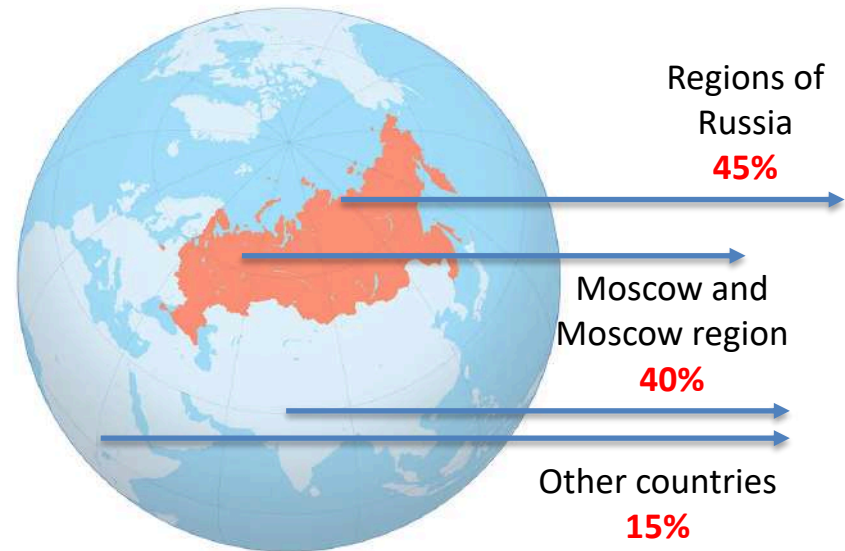 Regions of
Russia
45%
Moscow and
Moscow region
40%
Other countries
15%